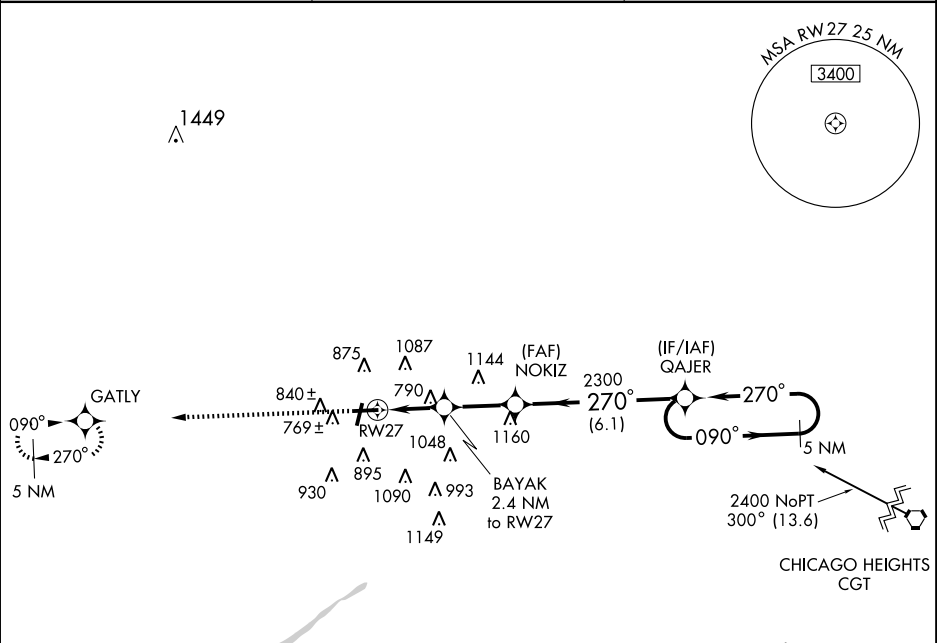 MSA RW27 25 NM
3400
1449
875
1087
1144
(FAF)
NOKIZ
(IF/IAF)
QAJER
GATLY
840 ±
790
2300
270°
(6.1)
270°
090°
769 ±
RW27
1160
090°
270°
5 NM
1048
5 NM
895
930
1090
993
BAYAK
2.4 NM
to RW27
2400 NoPT
300° (13.6)
1149
CHICAGO HEIGHTS
CGT